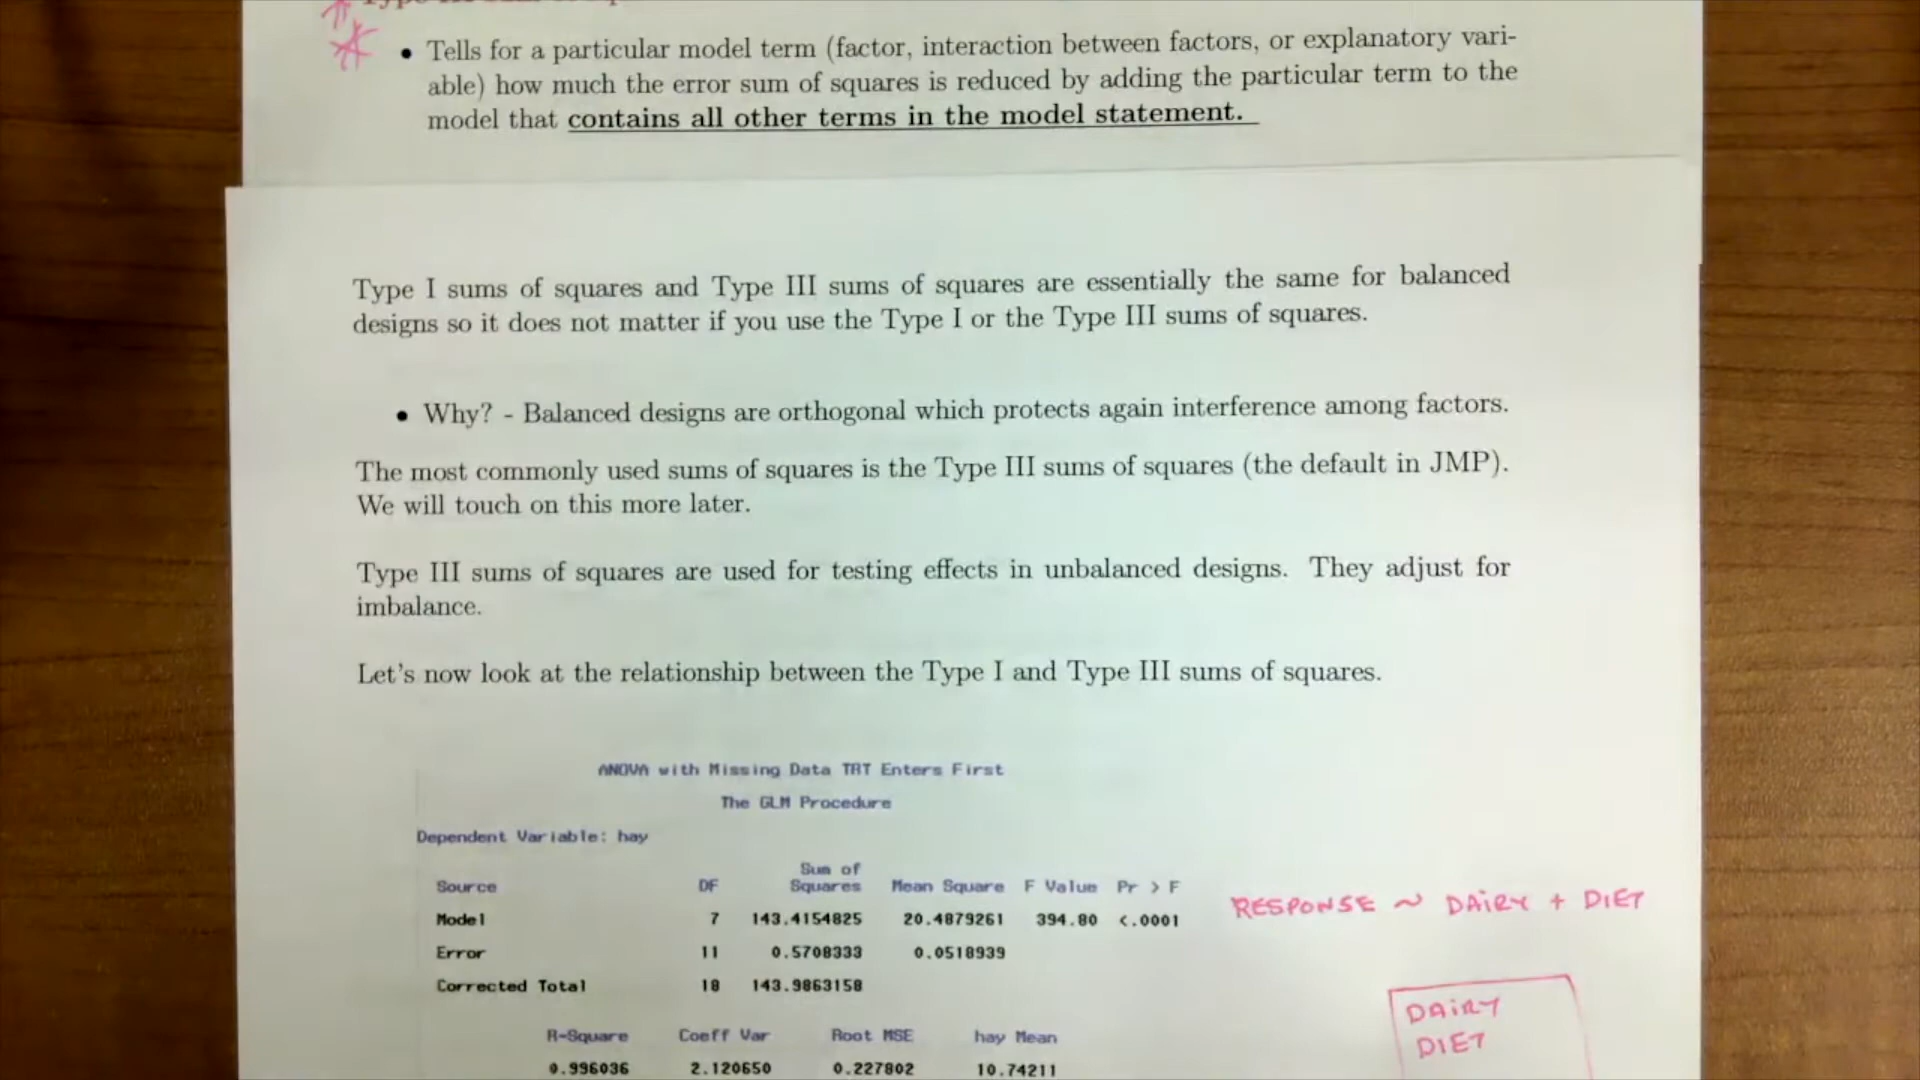 • Tells for a particular model term (factor, interaction between factors, or explanatory vari-
able) how much the error sum of squares is reduced by adding the particular term to the
model that contains all other terms in the model statement.
Type I sums of squares and Type III sums of squares are essentially the same for balanced
designs so it does not matter if you use the Type I or the Type III sums of squares.
• Why? - Balanced designs are orthogonal which protects again interference among factors.
The most commonly used sums of squares is the Type III sums of squares (the default in JMP).
We will touch on this more later.
Type III sums of squares are used for testing effects in unbalanced designs. They adjust for
imbalance.
Let's now look at the relationship between the Type I and Type III sums of squares.
ANOVA with Missing Data TRT Enters First
The GLM Procedure
Dependent Variable: hay
Sum of
Source DF Squares Mean Square F Value Pr > F
Model 7 143.4154825 20.4879261 394.80 <.0001
RESPONSE ~ DAIRY + DIET
Error 11 0.5708333 0.0518939
Corrected Total 18 143.9863158
DAIRY
DIET
R-Square Coeff Var Root MSE hay Mean
0.996036 2.120650 0.227802 10.74211